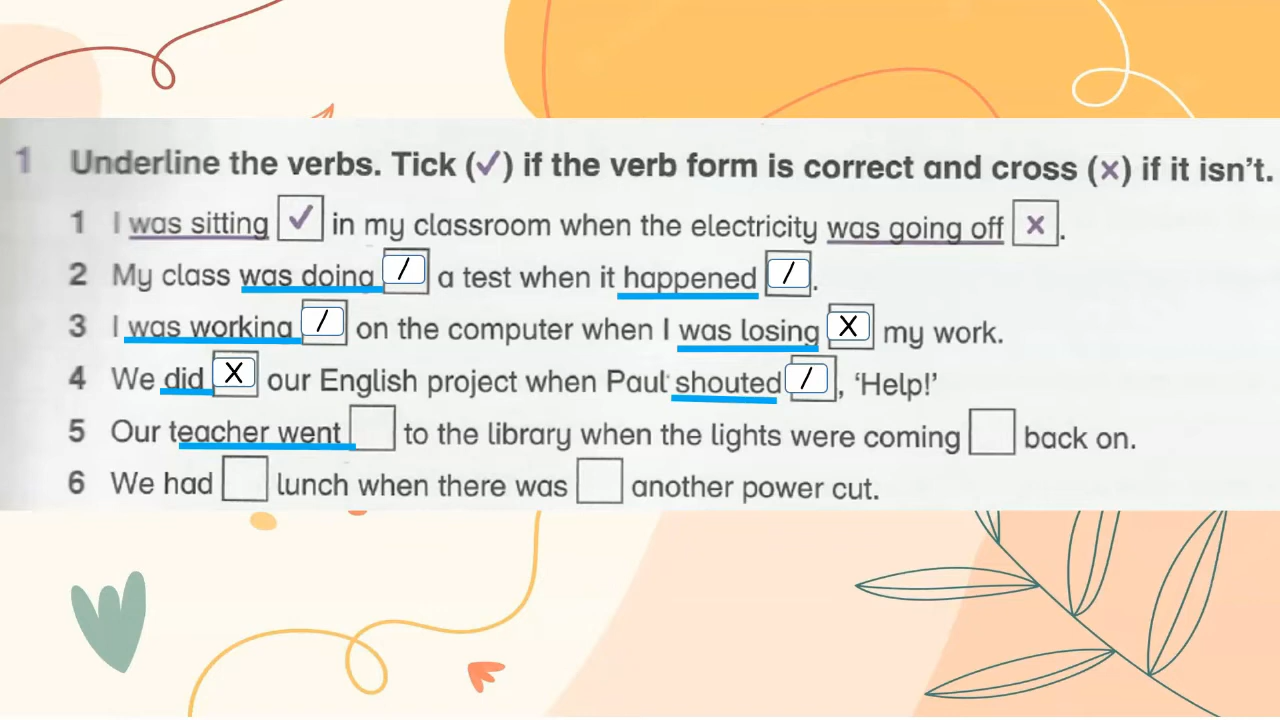 1 Underline the verbs. Tick (✓) if the verb form is correct and cross (×) if it isn't.
1 I was sitting ✓ in my classroom when the electricity was going off × .
2 My class was doing / a test when it happened / .
3 I was working / on the computer when I was losing X my work.
4 We did X our English project when Paul shouted / , 'Help!'
5 Our teacher went to the library when the lights were coming back on.
6 We had lunch when there was another power cut.